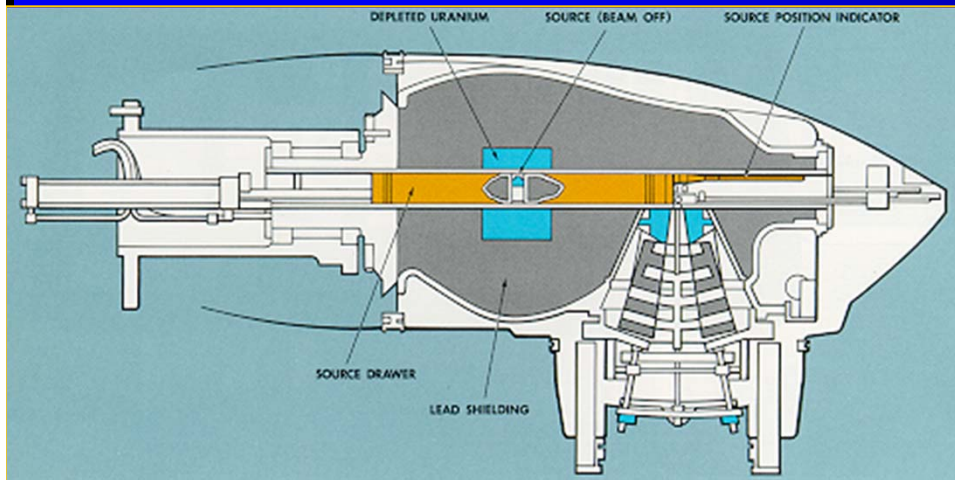 DEPLETED URANIUM
SOURCE (BEAM OFF)
SOURCE POSITION INDICATOR
SOURCE DRAWER
LEAD SHIELDING